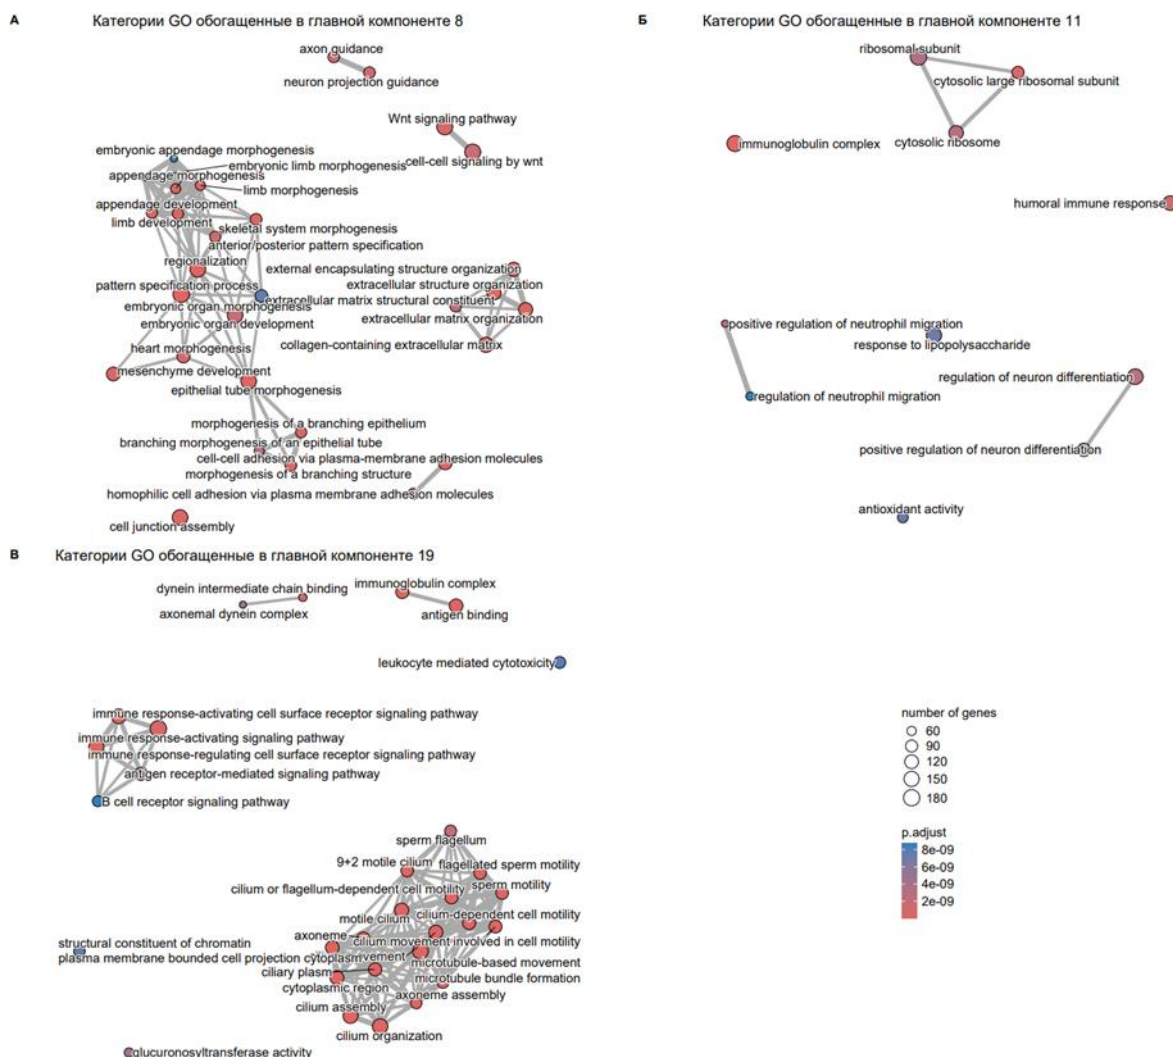 А
Категории GO обогащенные в главной компоненте 8
axon guidance
neuron projection guidance
Wnt signaling pathway
cell-cell signaling by wnt
embryonic appendage morphogenesis
embryonic limb morphogenesis
appendage morphogenesis
limb morphogenesis
appendage development
limb development
skeletal system morphogenesis
anterior/posterior pattern specification
regionalization
external encapsulating structure organization
pattern specification process
extracellular structure organization
extracellular matrix structural constituent
embryonic organ morphogenesis
extracellular matrix organization
embryonic organ development
heart morphogenesis
collagen-containing extracellular matrix
mesenchyme development
epithelial tube morphogenesis
morphogenesis of a branching epithelium
branching morphogenesis of an epithelial tube
cell-cell adhesion via plasma-membrane adhesion molecules
morphogenesis of a branching structure
homophilic cell adhesion via plasma membrane adhesion molecules
cell junction assembly
Б
Категории GO обогащенные в главной компоненте 11
ribosomal subunit
cytosolic large ribosomal subunit
immunoglobulin complex
cytosolic ribosome
humoral immune response
positive regulation of neutrophil migration
response to lipopolysaccharide
regulation of neuron differentiation
regulation of neutrophil migration
positive regulation of neuron differentiation
antioxidant activity
В
Категории GO обогащенные в главной компоненте 19
dynein intermediate chain binding
immunoglobulin complex
axonemal dynein complex
antigen binding
leukocyte mediated cytotoxicity
immune response-activating cell surface receptor signaling pathway
immune response-activating signaling pathway
immune response-regulating cell surface receptor signaling pathway
antigen receptor-mediated signaling pathway
B cell receptor signaling pathway
sperm flagellum
9+2 motile cilium
flagellated sperm motility
cilium or flagellum-dependent cell motility
sperm motility
motile cilium
cilium-dependent cell motility
axoneme
cilium movement involved in cell motility
structural constituent of chromatin
plasma membrane bounded cell projection cytoplasm
movement
microtubule-based movement
ciliary plasm
microtubule bundle formation
cytoplasmic region
axoneme assembly
cilium assembly
cilium organization
glucuronosyltransferase activity
number of genes
60
90
120
150
180
p.adjust
8e-09
6e-09
4e-09
2e-09